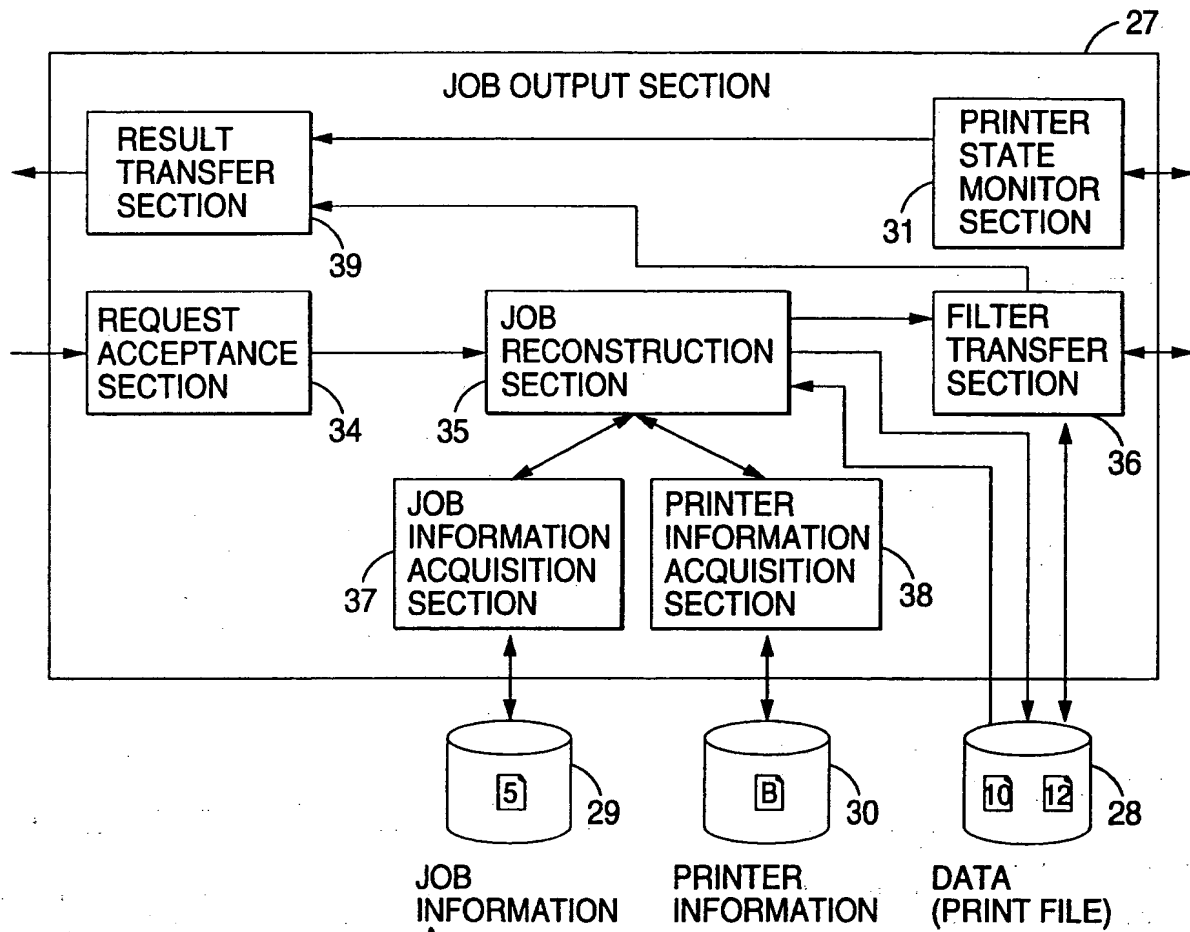 27
JOB OUTPUT SECTION
RESULT
TRANSFER
SECTION
39
PRINTER
STATE
MONITOR
SECTION
31
REQUEST
ACCEPTANCE
SECTION
34
JOB
RECONSTRUCTION
SECTION
35
FILTER
TRANSFER
SECTION
36
JOB
INFORMATION
ACQUISITION
SECTION
37
PRINTER
INFORMATION
ACQUISITION
SECTION
38
5
29
B
30
10 12
28
JOB
INFORMATION
PRINTER
INFORMATION
DATA
(PRINT FILE)